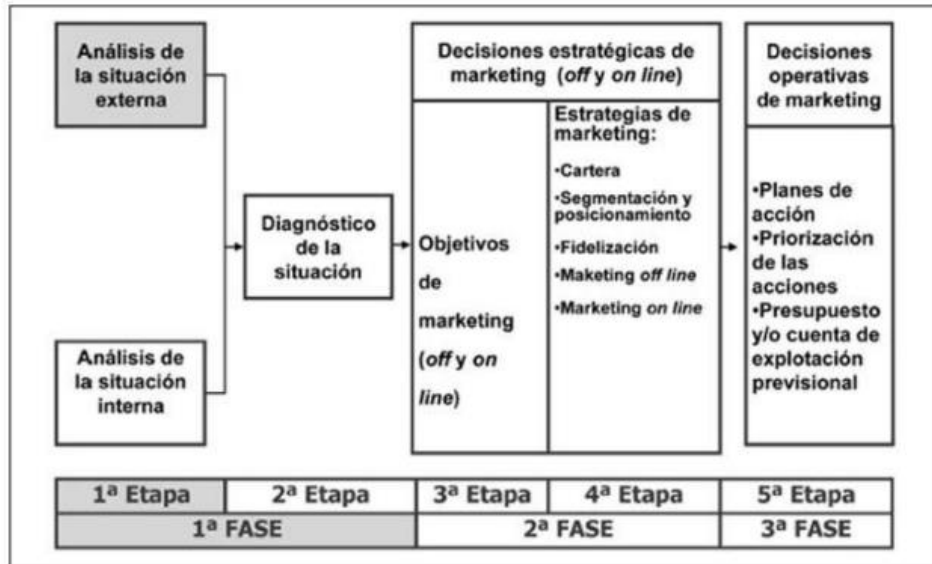 Análisis de
la situación
externa
Análisis de
la situación
interna
Diagnóstico
de la
situación
Decisiones estratégicas de
marketing (off y on line)
Objetivos
de
marketing
(off y on
line)
Estrategias de
marketing:
•Cartera
•Segmentación y
posicionamiento
•Fidelización
•Maketing off line
•Marketing on line
Decisiones
operativas
de marketing
•Planes de
acción
•Priorización
de las
acciones
•Presupuesto
y/o cuenta de
explotación
previsional
1ª Etapa 2ª Etapa 3ª Etapa 4ª Etapa 5ª Etapa
1ª FASE 2ª FASE 3ª FASE